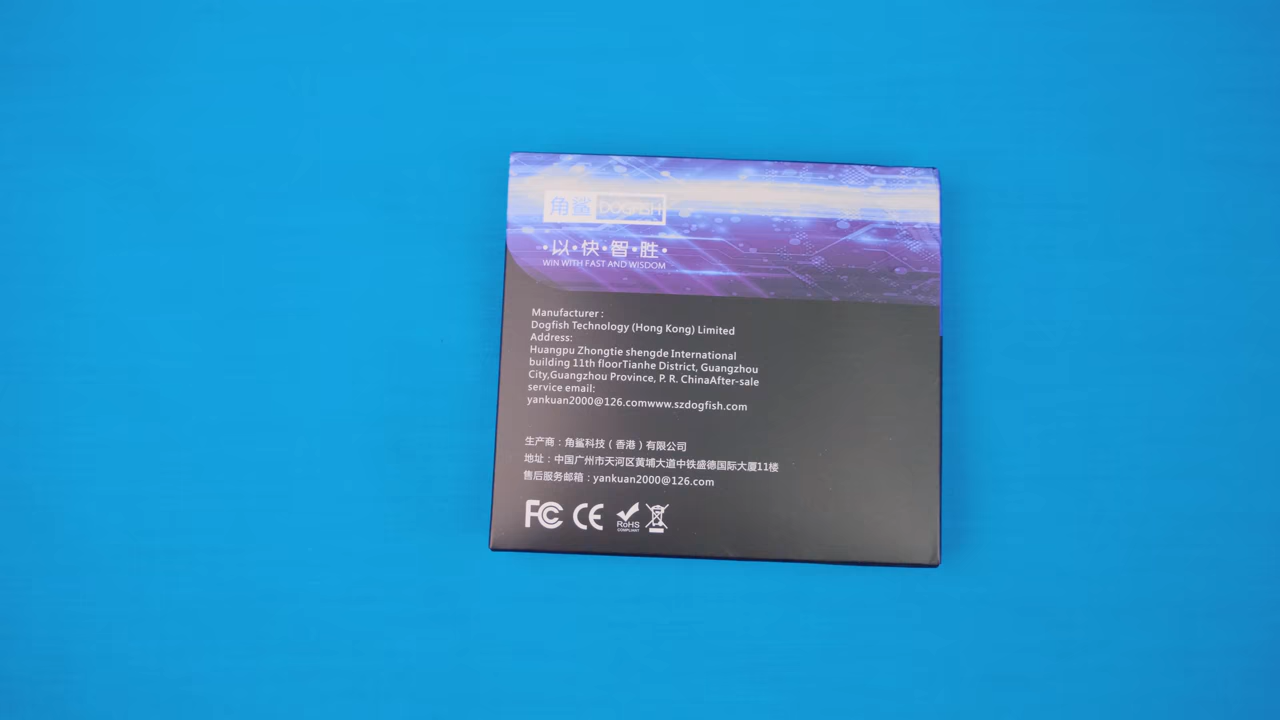 角鲨 DOGFISH
·以·快·智·胜·
WIN WITH FAST AND WISDOM
Manufacturer :
Dogfish Technology (Hong Kong) Limited
Address:
Huangpu Zhongtie shengde International
building 11th floorTianhe District, Guangzhou
City,Guangzhou Province, P. R. ChinaAfter-sale
service email:
yankuan2000@126.comwww.szdogfish.com
生产商：角鲨科技（香港）有限公司
地址：中国广州市天河区黄埔大道中铁盛德国际大厦11楼
售后服务邮箱：yankuan2000@126.com
FC CE RoHS
COMPLIANT